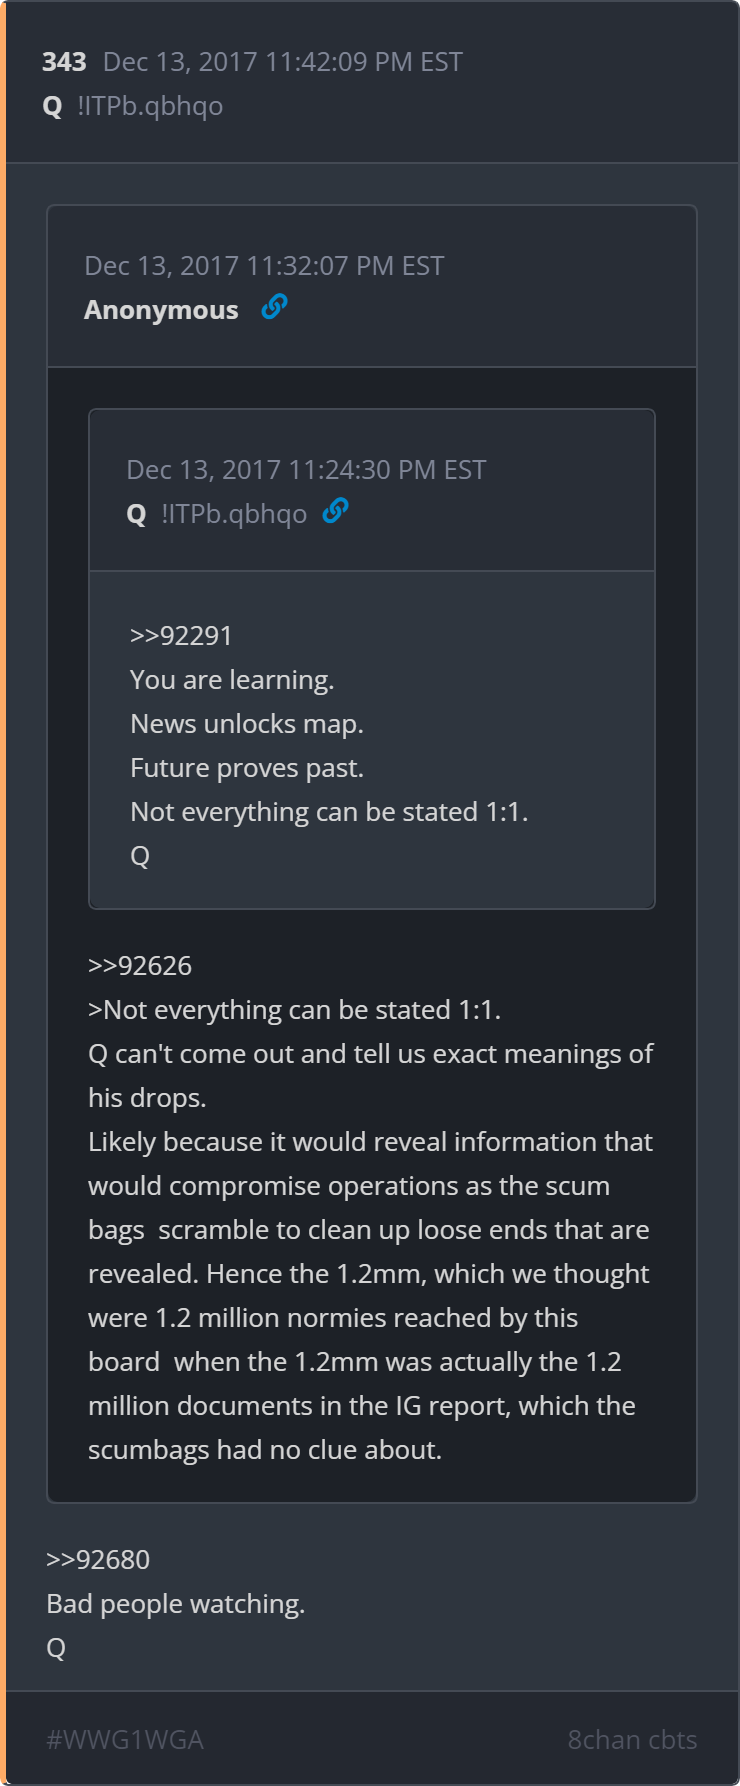 343 Dec 13, 2017 11:42:09 PM EST
Q !ITPb.qbhqo
Dec 13, 2017 11:32:07 PM EST
Anonymous
Dec 13, 2017 11:24:30 PM EST
Q !ITPb.qbhqo
>>92291
You are learning.
News unlocks map.
Future proves past.
Not everything can be stated 1:1.
Q
>>92626
>Not everything can be stated 1:1.
Q can't come out and tell us exact meanings of
his drops.
Likely because it would reveal information that
would compromise operations as the scum
bags  scramble to clean up loose ends that are
revealed. Hence the 1.2mm, which we thought
were 1.2 million normies reached by this
board  when the 1.2mm was actually the 1.2
million documents in the IG report, which the
scumbags had no clue about.
>>92680
Bad people watching.
Q
#WWG1WGA 8chan cbts